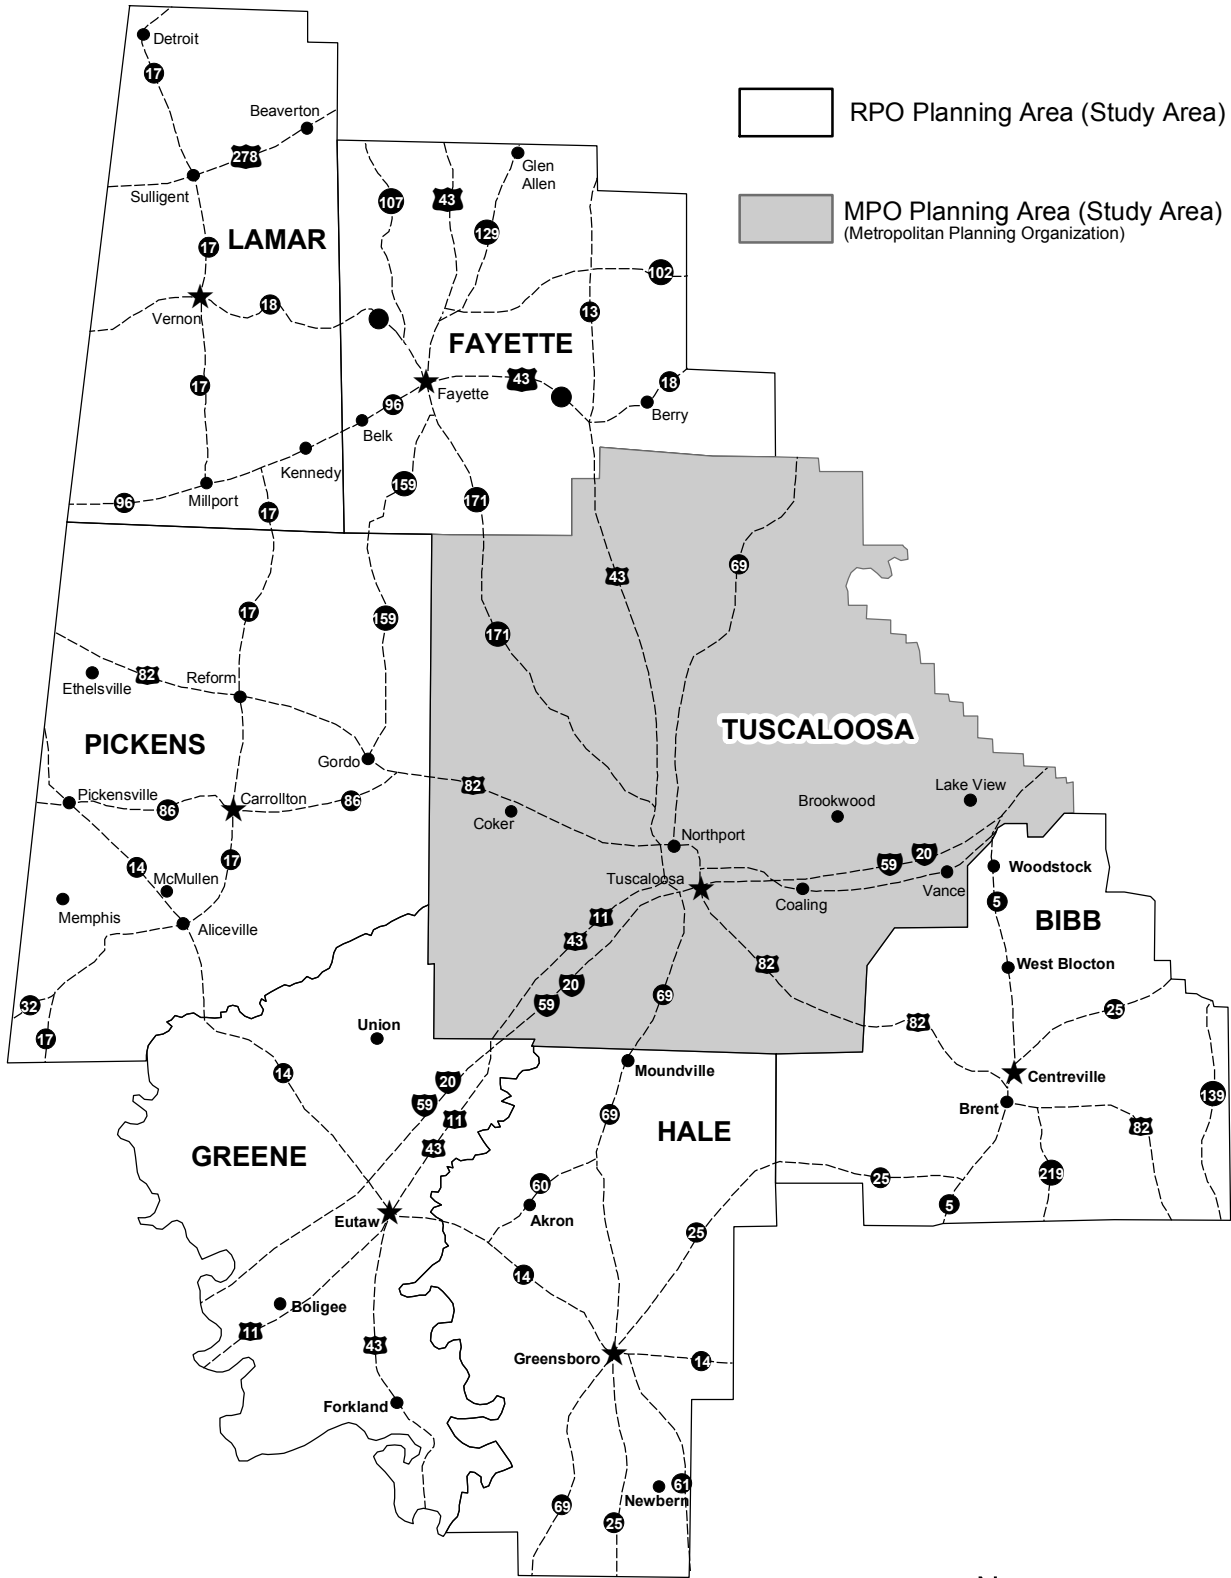 Detroit
17
Beaverton
278
Sulligent
17
LAMAR
Vernon
18
17
Kennedy
Millport
96
17
RPO Planning Area (Study Area)
MPO Planning Area (Study Area)
(Metropolitan Planning Organization)
Glen
Allen
107
43
129
102
13
FAYETTE
Fayette
43
18
Berry
96
Belk
159
171
17
159
82
Ethelsville
Reform
PICKENS
Gordo
Pickensville
86
Carrollton
86
14
McMullen
17
Memphis
Aliceville
32
17
43
69
171
TUSCALOOSA
82
Coker
Lake View
Brookwood
Northport
59
20
Tuscaloosa
Coaling
Vance
11
43
20
59
82
69
Woodstock
5
BIBB
West Blocton
25
82
Centreville
Brent
139
82
219
25
5
Union
14
20
59
11
43
GREENE
Eutaw
Boligee
11
43
Forkland
Moundville
69
HALE
60
Akron
25
14
Greensboro
14
Newbern
61
69
25
N